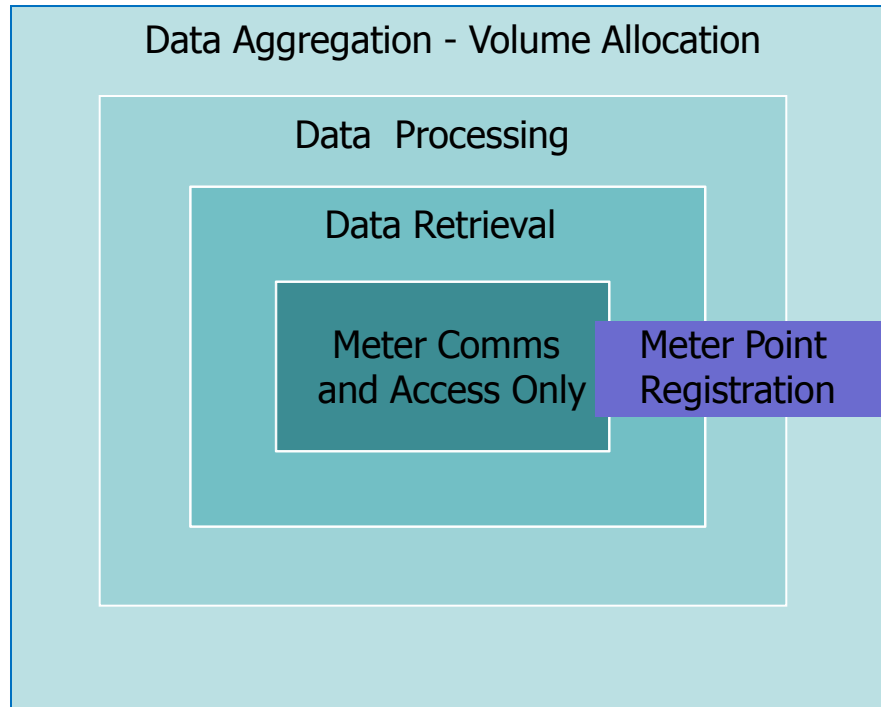 Data Aggregation - Volume Allocation
Data Processing
Data Retrieval
Meter Comms
and Access Only
Meter Point
Registration